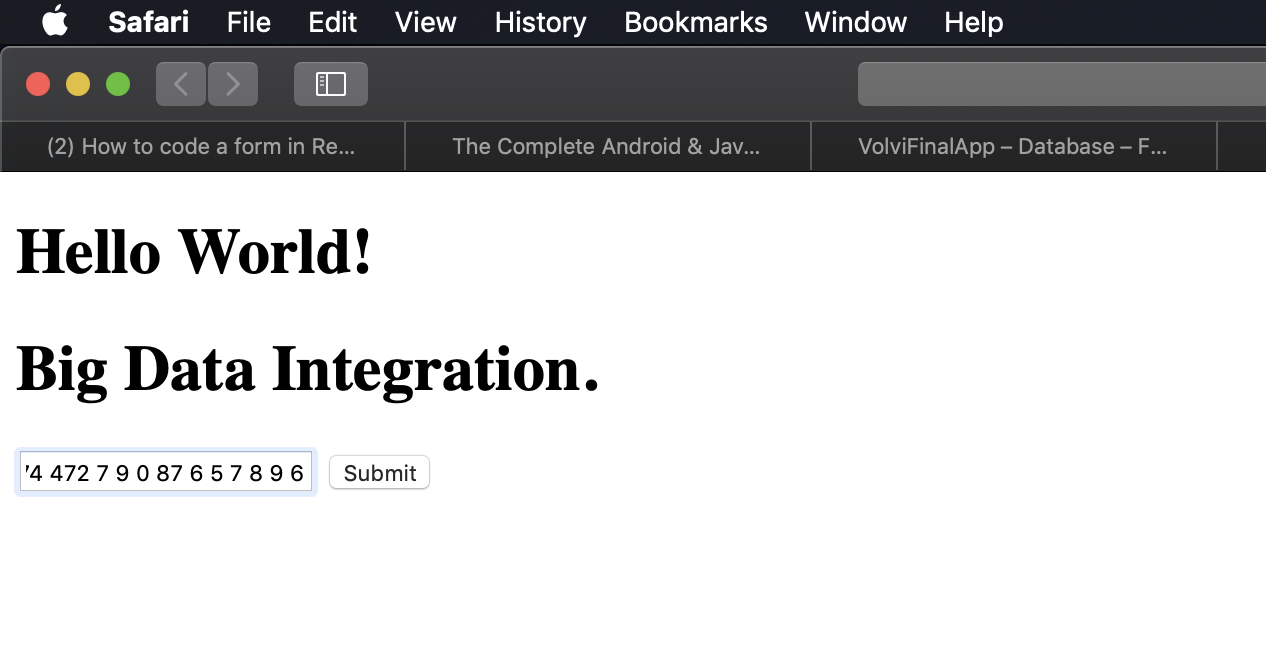 Safari File Edit View History Bookmarks Window Help
(2) How to code a form in Re... The Complete Android & Jav... VolviFinalApp – Database – F...
Hello World!
Big Data Integration.
4 472 7 9 0 87 6 5 7 8 9 6 Submit